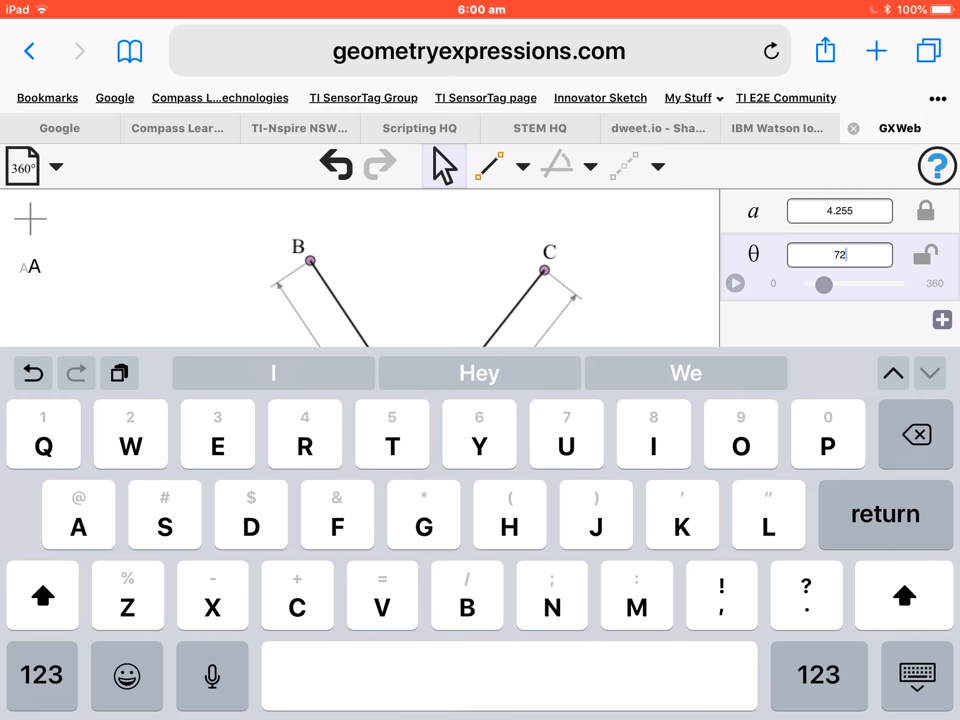 iPad 6:00 am 100%
geometryexpressions.com
Bookmarks Google Compass L...echnologies TI SensorTag Group TI SensorTag page Innovator Sketch My Stuff TI E2E Community
Google Compass Lear... TI-Nspire NSW... Scripting HQ STEM HQ dweet.io - Sha... IBM Watson Io... GXWeb
360° ?
AA
a 4.255
θ 72
0 360
B C
I Hey We
1 2 3 4 5 6 7 8 9 0
Q W E R T Y U I O P
@ # $ & * ( ) ' "
A S D F G H J K L return
% - + = / ; : ! ?
Z X C V B N M , .
123 123